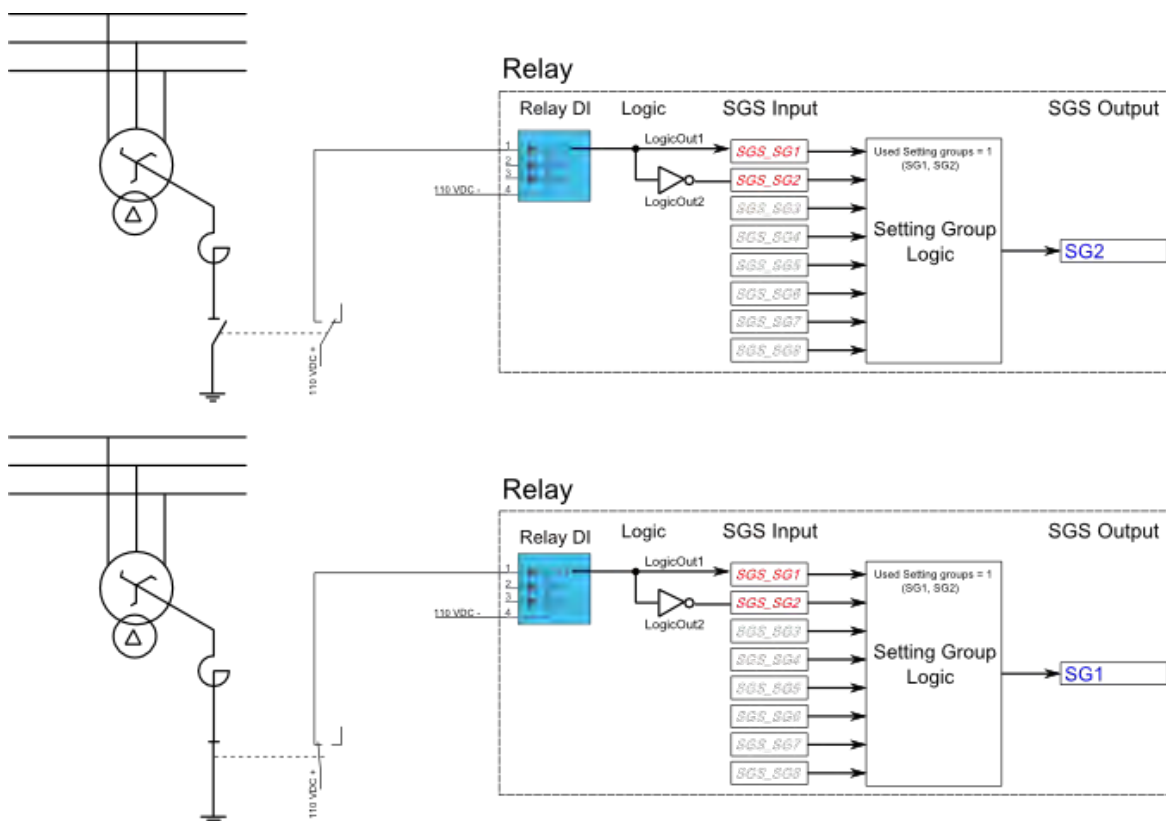 Relay
Relay DI
Logic
SGS Input
SGS Output
1
2
3
4
110 VDC -
110 VDC +
LogicOut1
LogicOut2
SGS_SG1
SGS_SG2
SGS_SG3
SGS_SG4
SGS_SG5
SGS_SG6
SGS_SG7
SGS_SG8
Used Setting groups = 1
(SG1, SG2)
Setting Group
Logic
SG2
Relay
Relay DI
Logic
SGS Input
SGS Output
1
2
3
4
110 VDC -
110 VDC +
LogicOut1
LogicOut2
SGS_SG1
SGS_SG2
SGS_SG3
SGS_SG4
SGS_SG5
SGS_SG6
SGS_SG7
SGS_SG8
Used Setting groups = 1
(SG1, SG2)
Setting Group
Logic
SG1